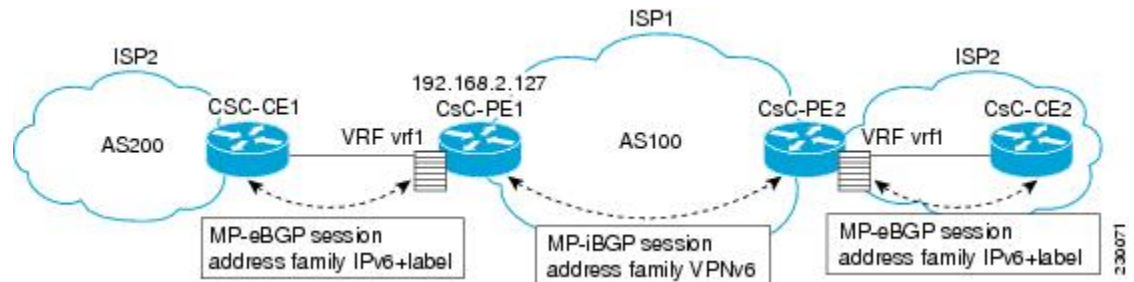 ISP1
ISP2
ISP2
192.168.2.127
CSC-CE1
CsC-PE1
CsC-PE2
CsC-CE2
AS200
VRF vrf1
AS100
VRF vrf1
MP-eBGP session
address family IPv6+label
MP-iBGP session
address family VPNv6
MP-eBGP session
address family IPv6+label
230071